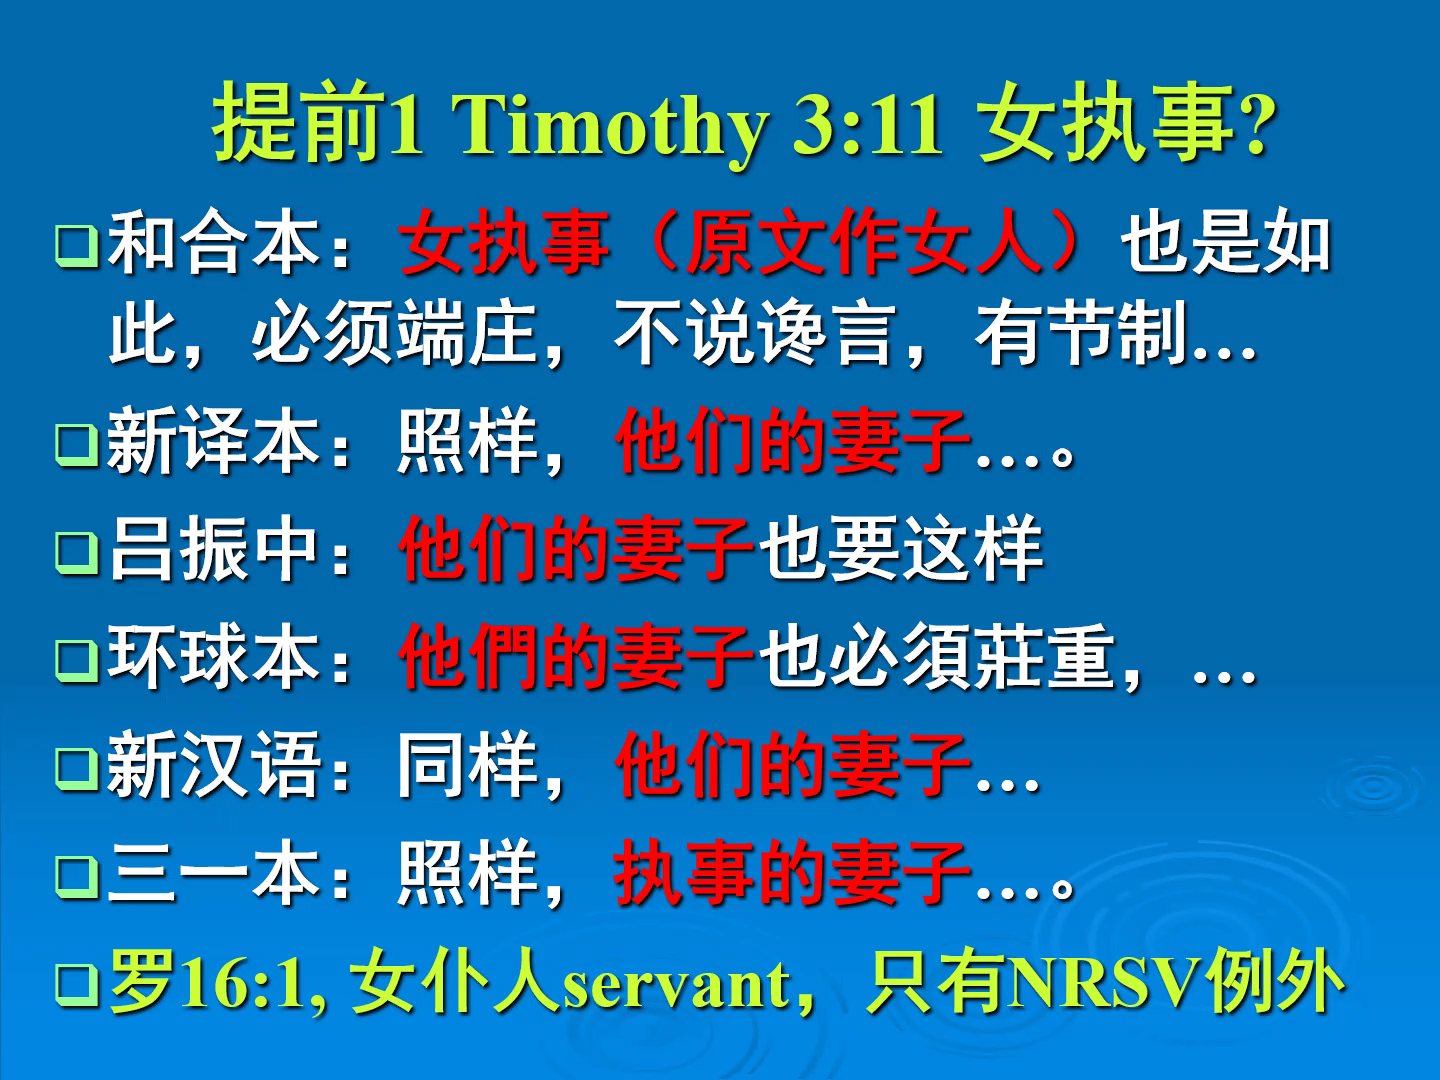 提前1 Timothy 3:11 女执事?
和合本：女执事（原文作女人）也是如
此，必须端庄，不说谗言，有节制…
新译本：照样，他们的妻子…。
吕振中：他们的妻子也要这样
环球本：他們的妻子也必須莊重，…
新汉语：同样，他们的妻子…
三一本：照样，执事的妻子…。
罗16:1, 女仆人servant，只有NRSV例外